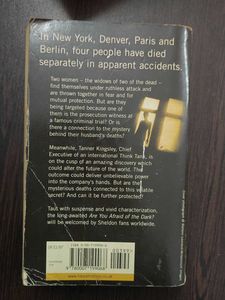 In New York, Denver, Paris and
Berlin, four people have died
separately in apparent accidents.
Two women – the widows of two of the dead –
find themselves under ruthless attack and
are thrown together in fear and for
mutual protection. But are
they being targeted because one of
them is the prosecution witness at
a famous criminal trial? Or is
there a connection to the mystery
behind their husband's deaths?
Meanwhile, Tanner Kingsley, Chief
Executive of an international Think Tank, is
on the cusp of an amazing discovery which
could alter the future of the world. The
outcome could deliver unbelievable power
into the company's hands. But are the
mysterious deaths connected to this volatile
secret? And can it be further protected?
Taut with suspense and vivid characterization,
the long-awaited Are You Afraid of the Dark?
will be welcomed by Sheldon fans worldwide.